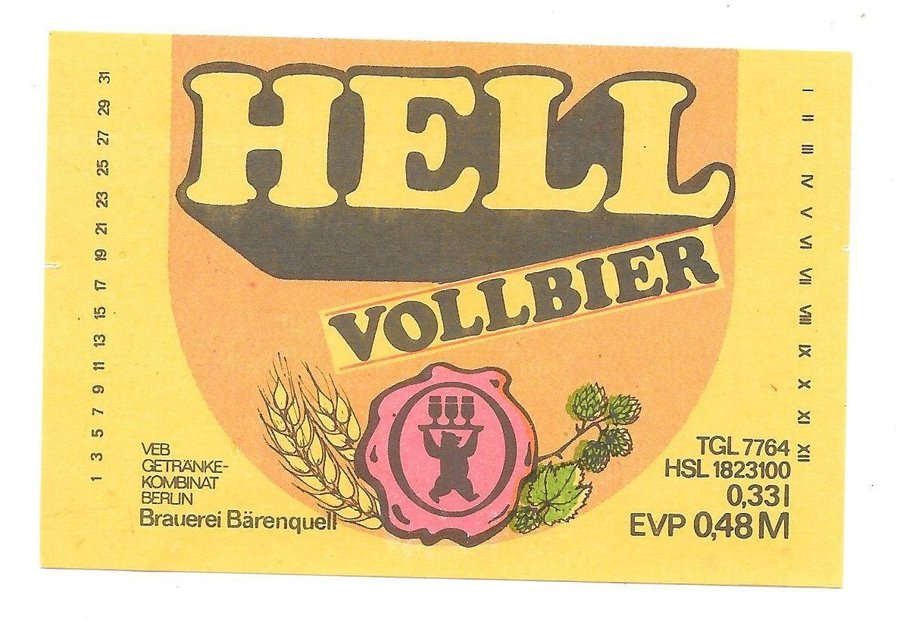 HELL
VOLLBIER
1 3 5 7 9 11 13 15 17 19 21 23 25 27 29 31
I II III IV V VI VII VIII IX X XI XII
VEB
GETRÄNKE-
KOMBINAT
BERLIN
Brauerei Bärenquell
TGL 7764
HSL 1823100
0,33 l
EVP 0,48 M